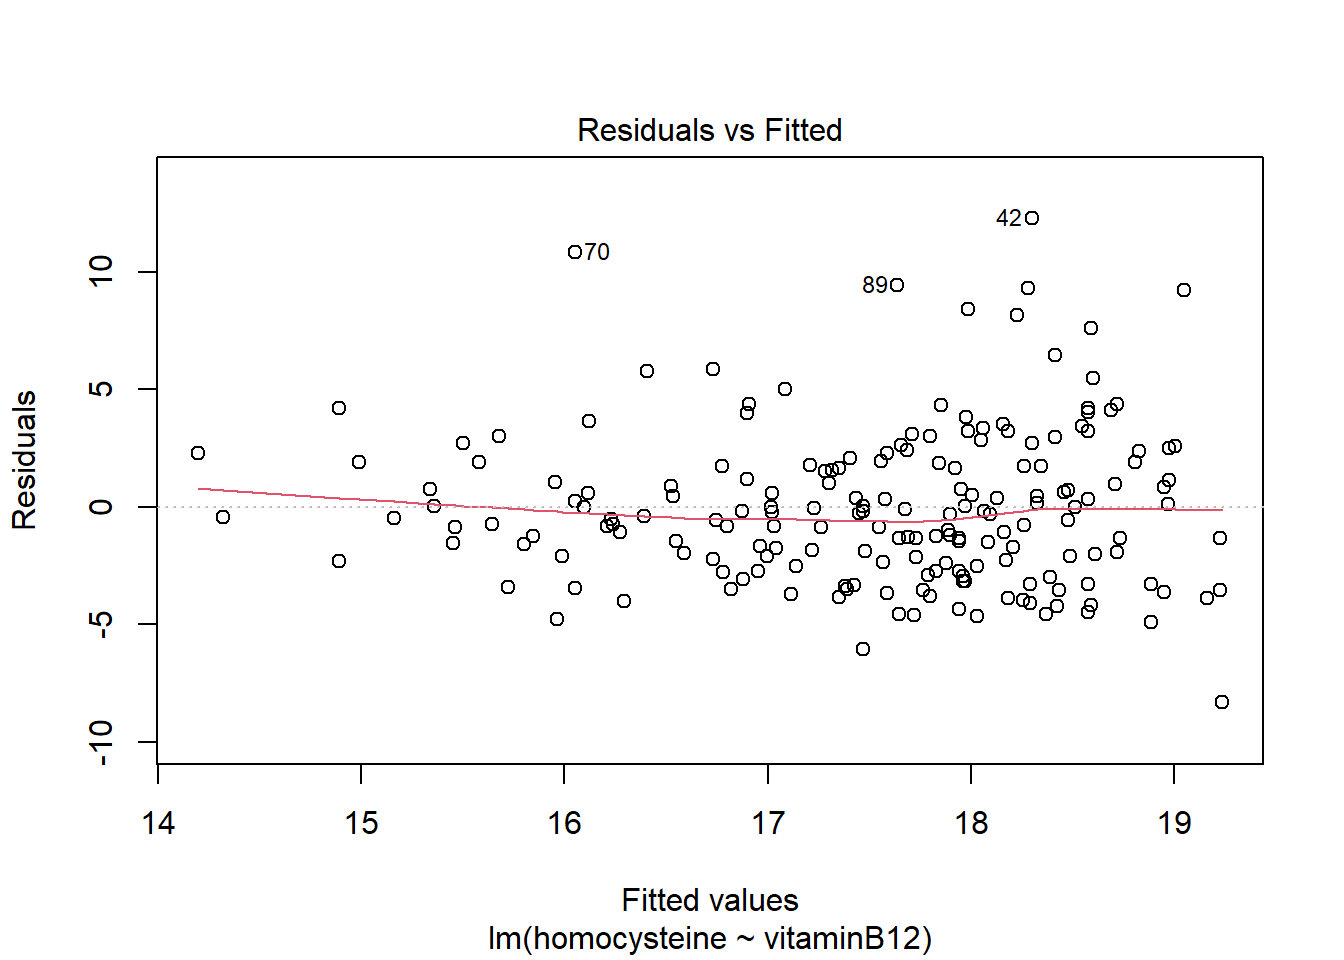 Residuals vs Fitted
42
70
89
Residuals
10
5
0
-5
-10
14 15 16 17 18 19
Fitted values
lm(homocysteine ~ vitaminB12)